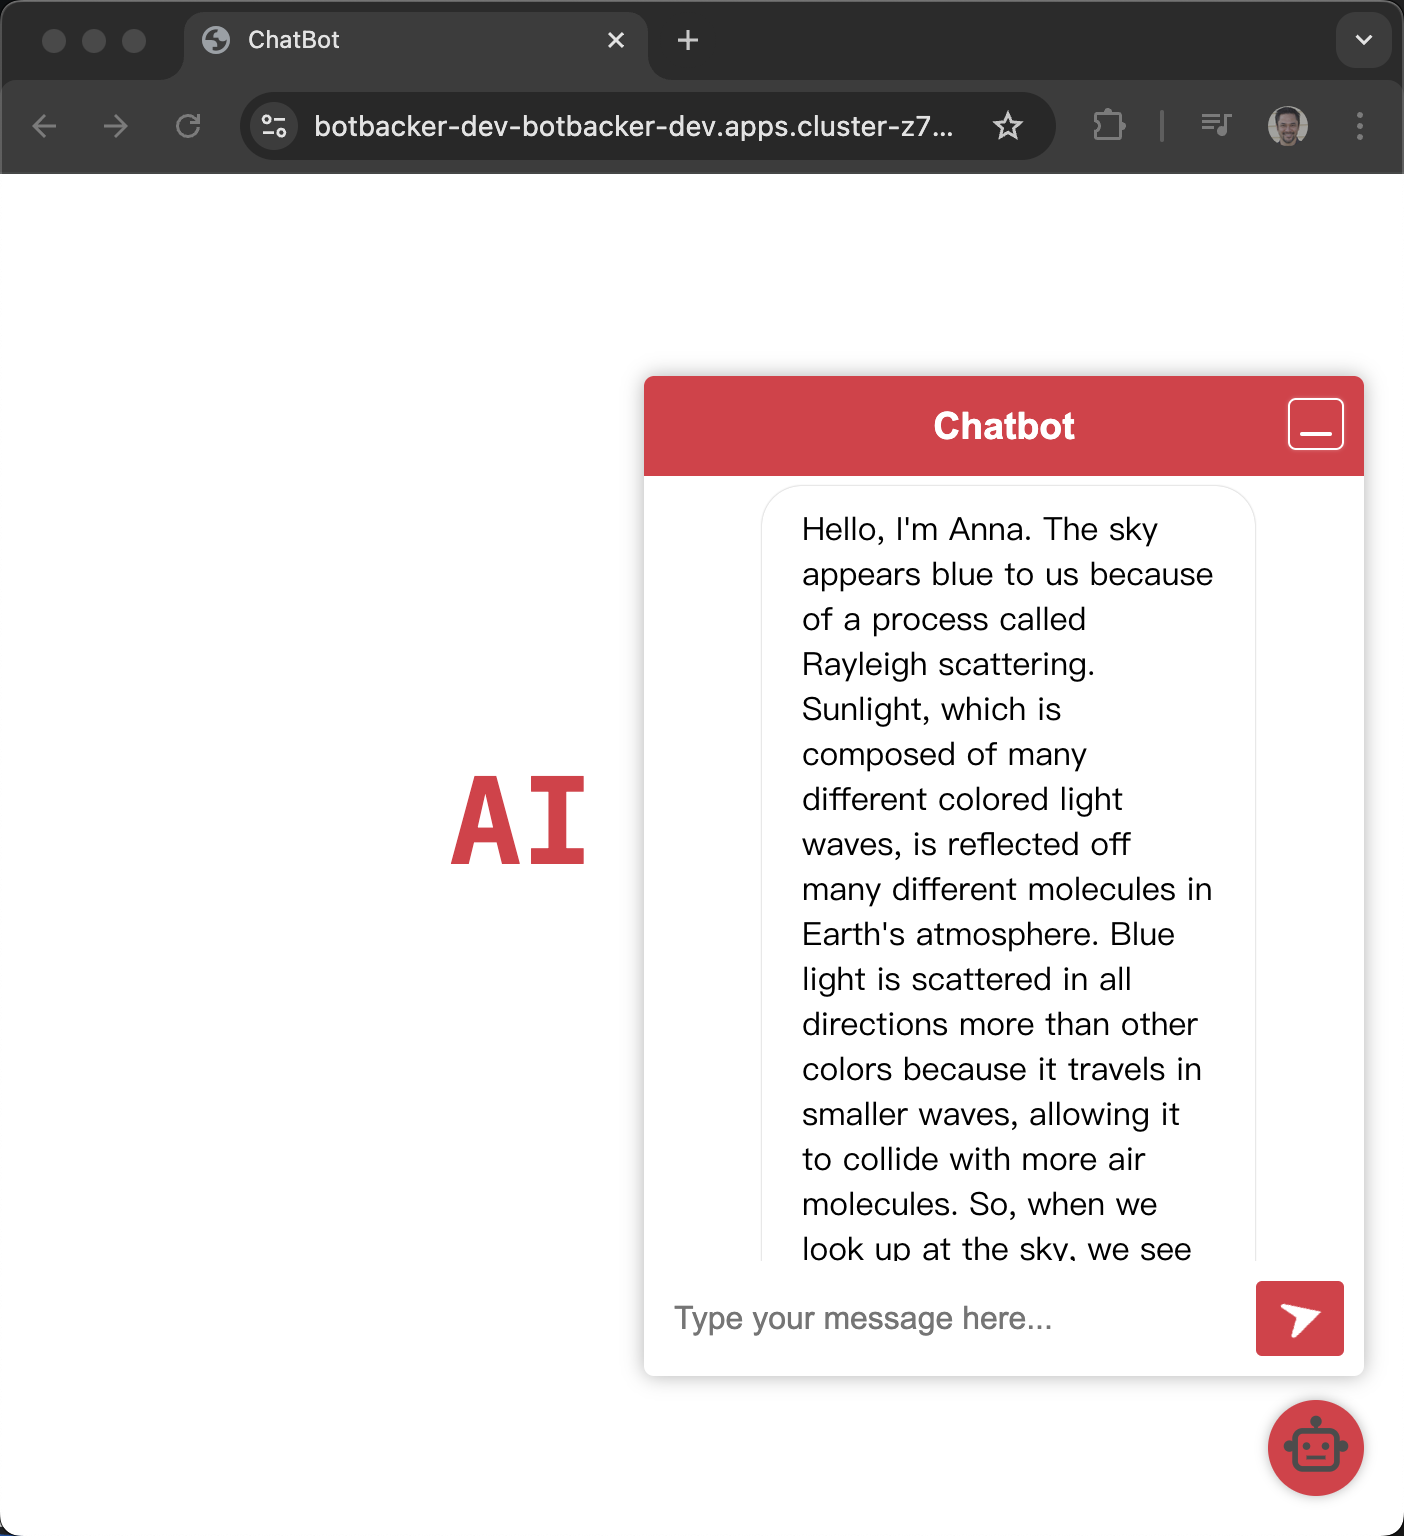 ChatBot
botbacker-dev-botbacker-dev.apps.cluster-z7...
Chatbot
Hello, I'm Anna. The sky
appears blue to us because
of a process called
Rayleigh scattering.
Sunlight, which is
composed of many
different colored light
waves, is reflected off
many different molecules in
Earth's atmosphere. Blue
light is scattered in all
directions more than other
colors because it travels in
smaller waves, allowing it
to collide with more air
molecules. So, when we
look up at the sky, we see
AI
Type your message here...